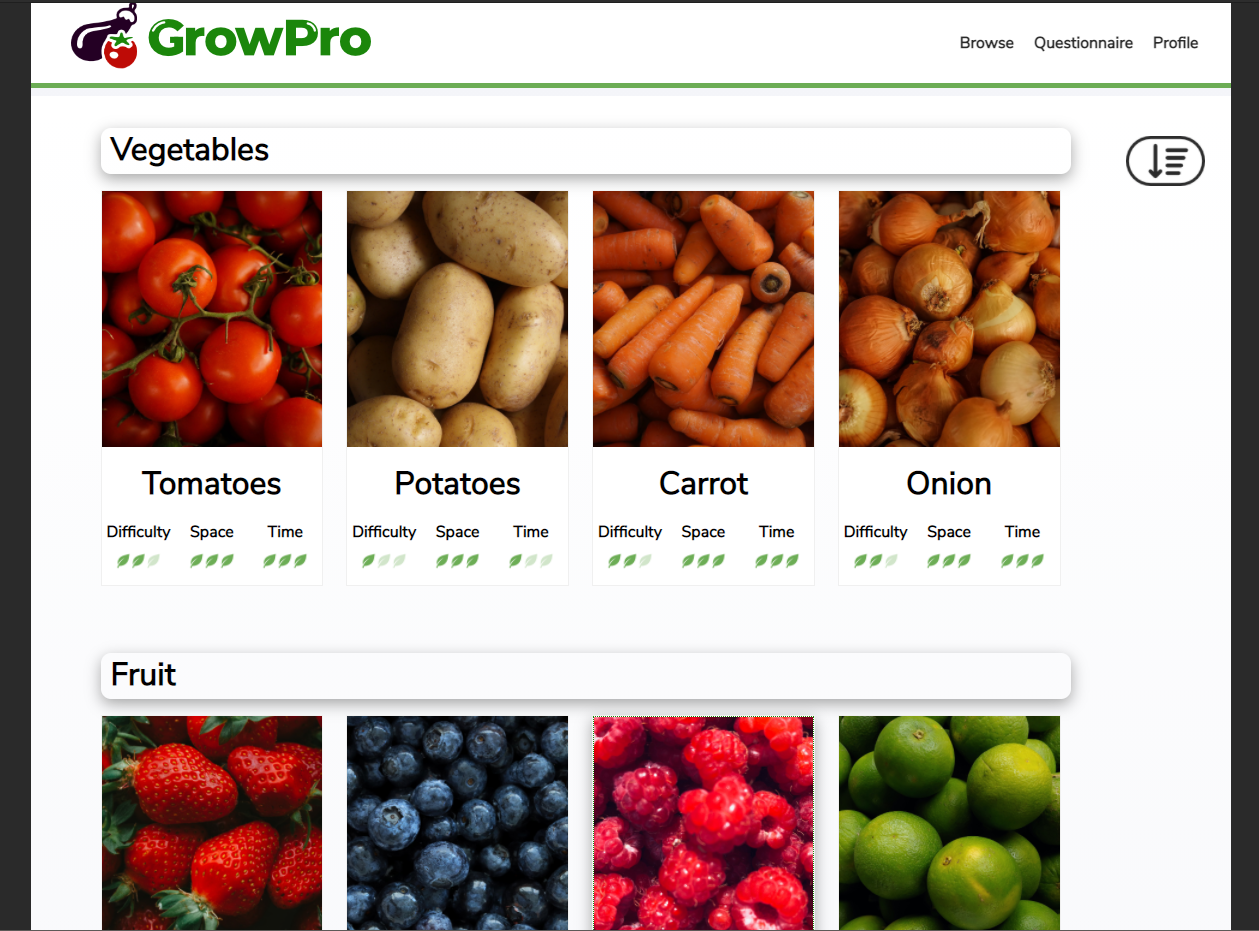 GrowPro
Browse Questionnaire Profile
Vegetables
Tomatoes Potatoes Carrot Onion
Difficulty Space Time Difficulty Space Time Difficulty Space Time Difficulty Space Time
Fruit